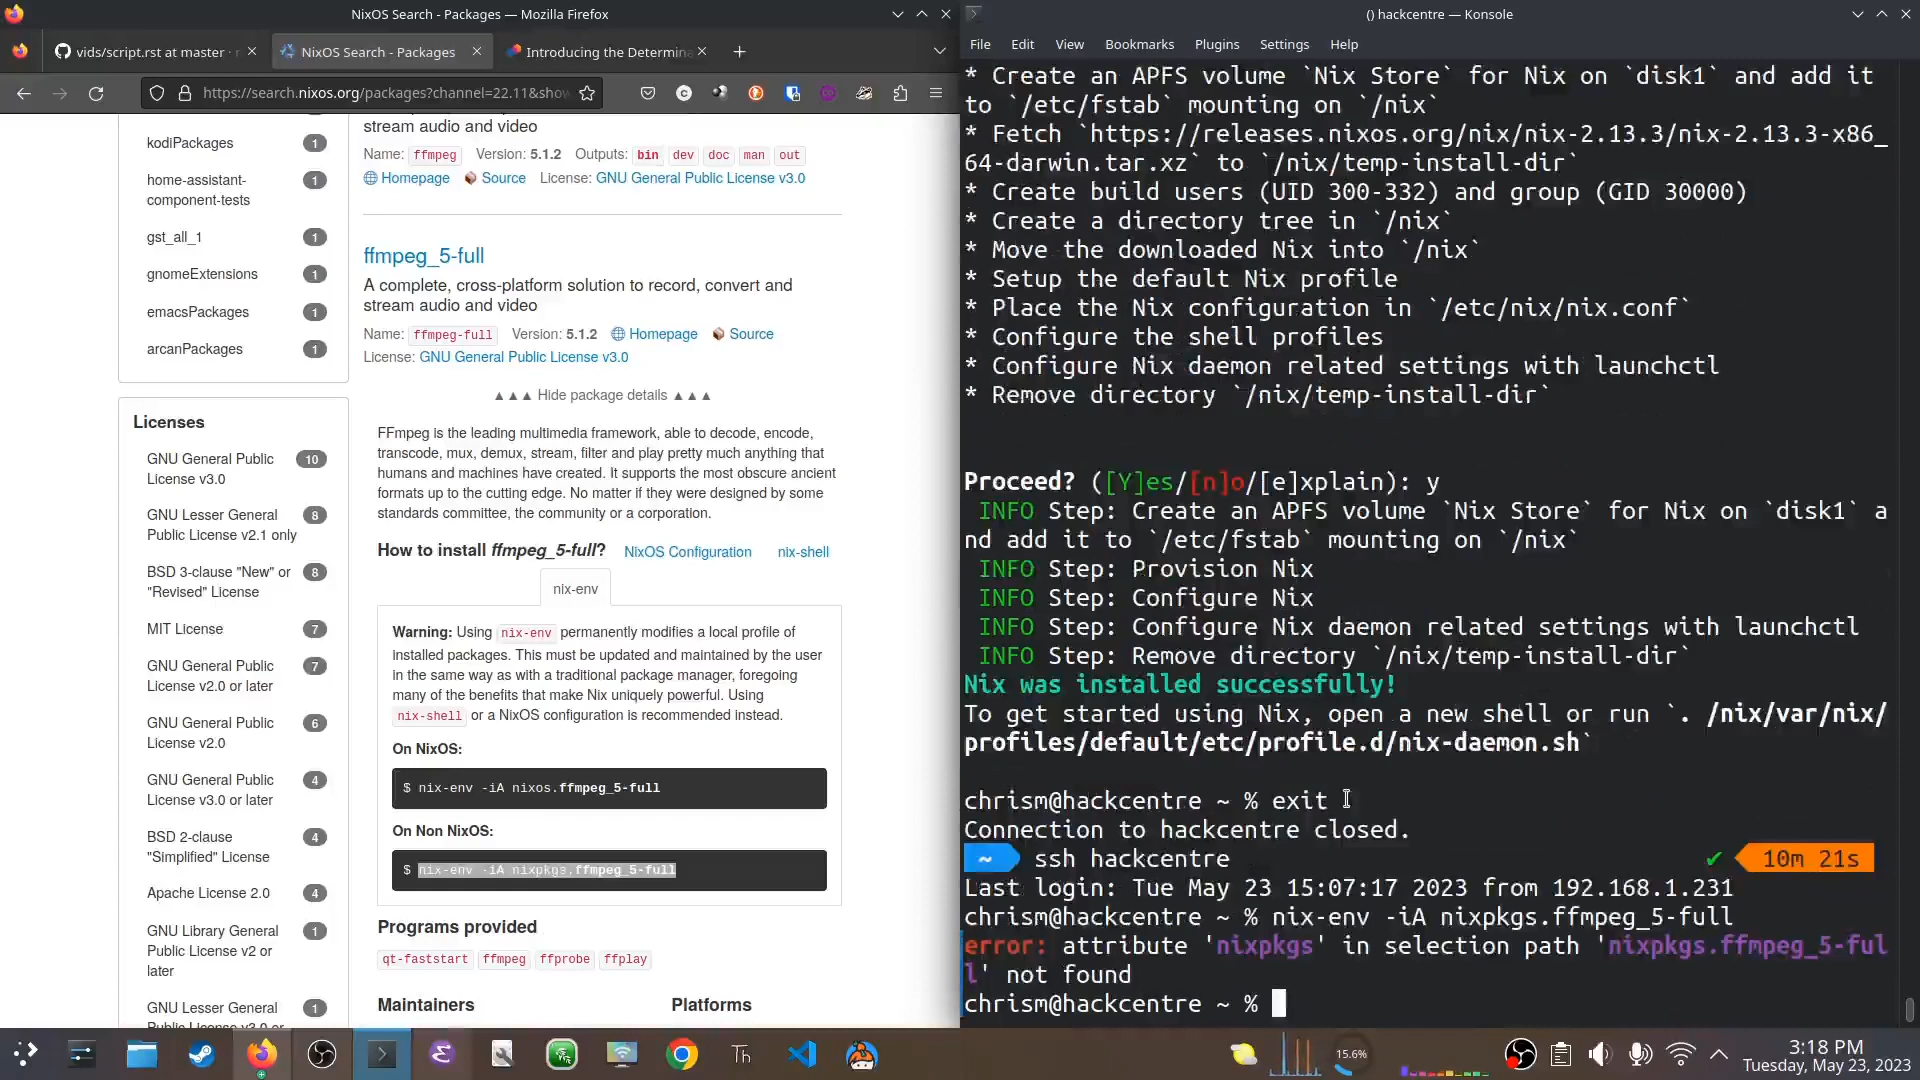 NixOS Search - Packages — Mozilla Firefox
vids/script.rst at master ·
NixOS Search - Packages
Introducing the Determina
https://search.nixos.org/packages?channel=22.11&show
kodiPackages 1
home-assistant-
component-tests 1
gst_all_1 1
gnomeExtensions 1
emacsPackages 1
arcanPackages 1
Licenses
GNU General Public
License v3.0 10
GNU Lesser General
Public License v2.1 only 8
BSD 3-clause "New" or
"Revised" License 8
MIT License 7
GNU General Public
License v2.0 or later 7
GNU General Public
License v2.0 6
GNU General Public
License v3.0 or later 4
BSD 2-clause
"Simplified" License 4
Apache License 2.0 4
GNU Library General
Public License v2 or
later 1
GNU Lesser General
Public License v3.0 or 1
stream audio and video
Name: ffmpeg Version: 5.1.2 Outputs: bin dev doc man out
Homepage Source License: GNU General Public License v3.0
ffmpeg_5-full
A complete, cross-platform solution to record, convert and
stream audio and video
Name: ffmpeg-full Version: 5.1.2 Homepage Source
License: GNU General Public License v3.0
▲▲▲ Hide package details ▲▲▲
FFmpeg is the leading multimedia framework, able to decode, encode,
transcode, mux, demux, stream, filter and play pretty much anything that
humans and machines have created. It supports the most obscure ancient
formats up to the cutting edge. No matter if they were designed by some
standards committee, the community or a corporation.
How to install ffmpeg_5-full? NixOS Configuration nix-shell
nix-env
Warning: Using nix-env permanently modifies a local profile of
installed packages. This must be updated and maintained by the user
in the same way as with a traditional package manager, foregoing
many of the benefits that make Nix uniquely powerful. Using
nix-shell or a NixOS configuration is recommended instead.
On NixOS:
$ nix-env -iA nixos.ffmpeg_5-full
On Non NixOS:
$ nix-env -iA nixpkgs.ffmpeg_5-full
Programs provided
qt-faststart ffmpeg ffprobe ffplay
Maintainers Platforms
() hackcentre — Konsole
File Edit View Bookmarks Plugins Settings Help
* Create an APFS volume `Nix Store` for Nix on `disk1` and add it
to `/etc/fstab` mounting on `/nix`
* Fetch `https://releases.nixos.org/nix/nix-2.13.3/nix-2.13.3-x86_
64-darwin.tar.xz` to `/nix/temp-install-dir`
* Create build users (UID 300-332) and group (GID 30000)
* Create a directory tree in `/nix`
* Move the downloaded Nix into `/nix`
* Setup the default Nix profile
* Place the Nix configuration in `/etc/nix/nix.conf`
* Configure the shell profiles
* Configure Nix daemon related settings with launchctl
* Remove directory `/nix/temp-install-dir`
Proceed? ([Y]es/[n]o/[e]xplain): y
INFO Step: Create an APFS volume `Nix Store` for Nix on `disk1` a
nd add it to `/etc/fstab` mounting on `/nix`
INFO Step: Provision Nix
INFO Step: Configure Nix
INFO Step: Configure Nix daemon related settings with launchctl
INFO Step: Remove directory `/nix/temp-install-dir`
Nix was installed successfully!
To get started using Nix, open a new shell or run `. /nix/var/nix/
profiles/default/etc/profile.d/nix-daemon.sh`
chrism@hackcentre ~ % exit
Connection to hackcentre closed.
~ ssh hackcentre ✔ 10m 21s
Last login: Tue May 23 15:07:17 2023 from 192.168.1.231
chrism@hackcentre ~ % nix-env -iA nixpkgs.ffmpeg_5-full
error: attribute 'nixpkgs' in selection path 'nixpkgs.ffmpeg_5-ful
l' not found
chrism@hackcentre ~ %
Th
15.6%
3:18 PM
Tuesday, May 23, 2023